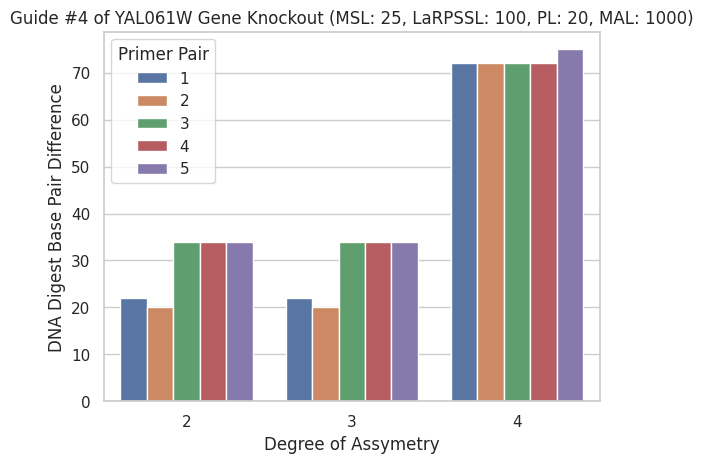 Guide #4 of YAL061W Gene Knockout (MSL: 25, LaRPSSL: 100, PL: 20, MAL: 1000)
Primer Pair
1
2
3
4
5
DNA Digest Base Pair Difference
70
60
50
40
30
20
10
0
2 3 4
Degree of Assymetry